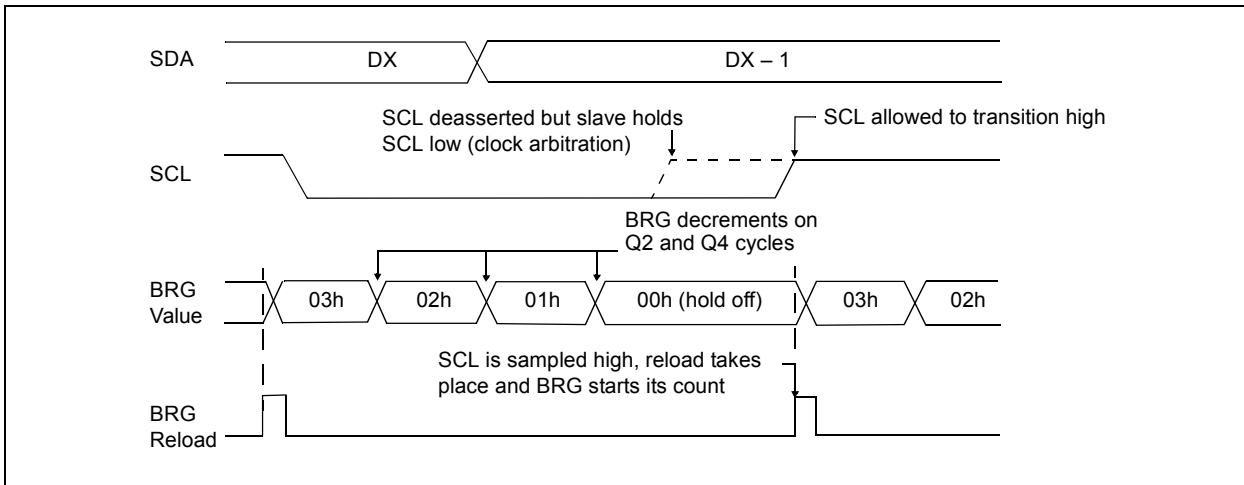 SDA
DX
DX – 1
SCL deasserted but slave holds
SCL low (clock arbitration)
SCL allowed to transition high
SCL
BRG decrements on
Q2 and Q4 cycles
BRG
Value
03h
02h
01h
00h (hold off)
03h
02h
SCL is sampled high, reload takes
place and BRG starts its count
BRG
Reload